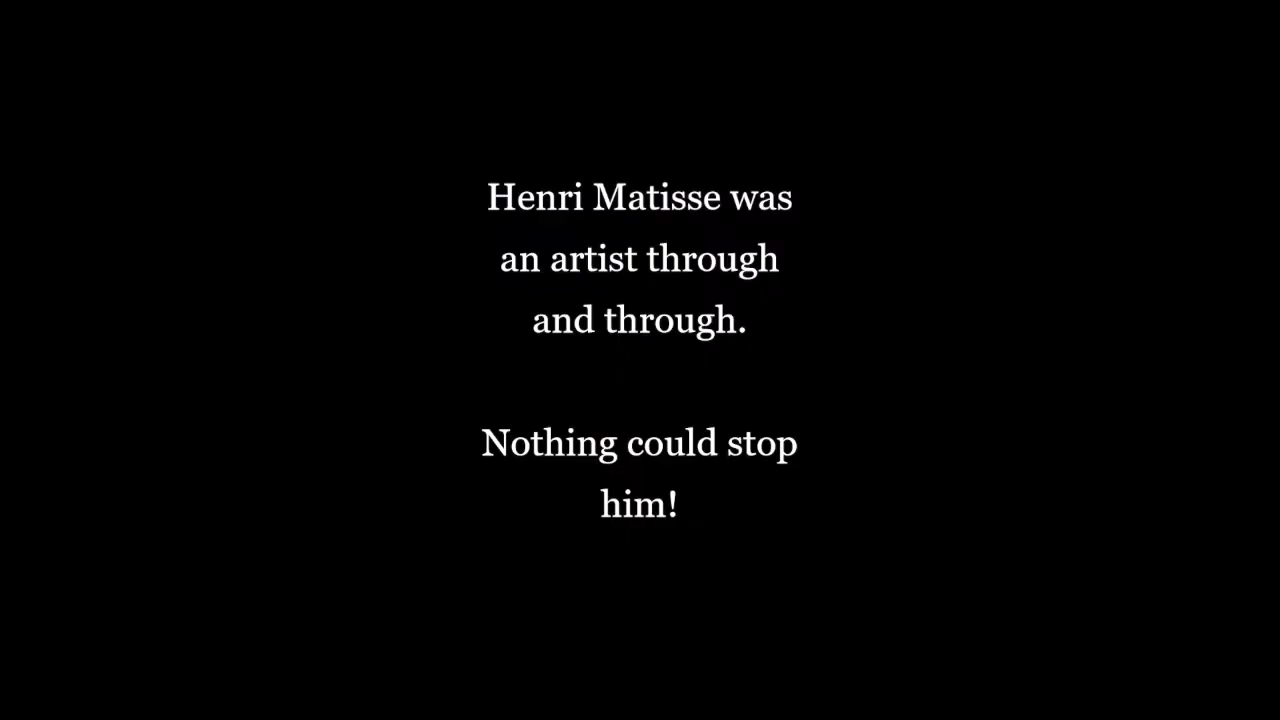 Henri Matisse was
an artist through
and through.
Nothing could stop
him!